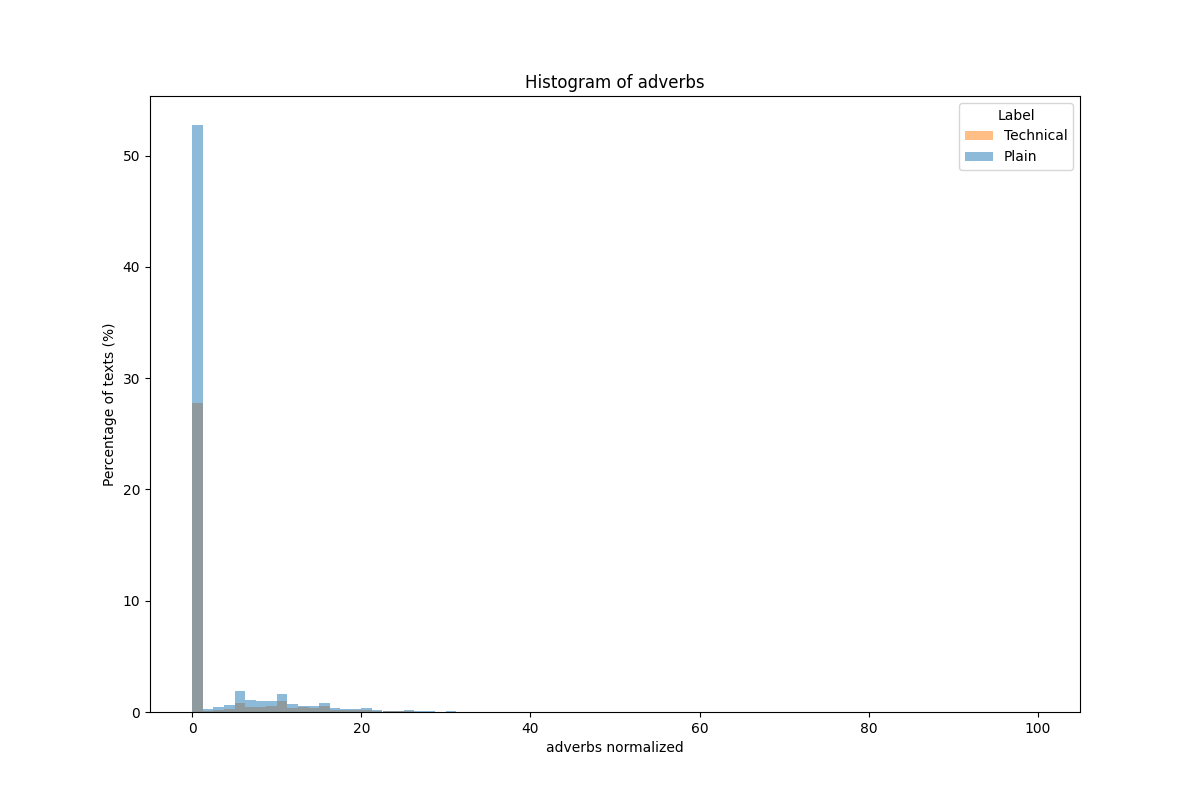 Histogram of adverbs
Label
Technical
Plain
Percentage of texts (%)
50
40
30
20
10
0
0 20 40 60 80 100
adverbs normalized